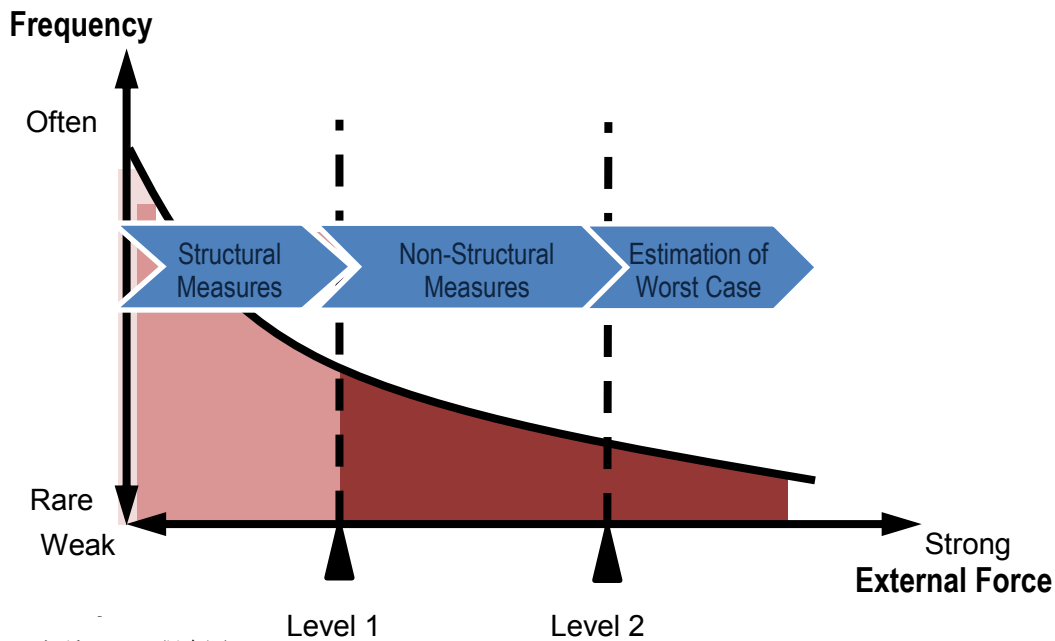 Frequency
Often
Structural
Measures
Non-Structural
Measures
Estimation of
Worst Case
Rare
Weak
Strong
External Force
Level 1
Level 2